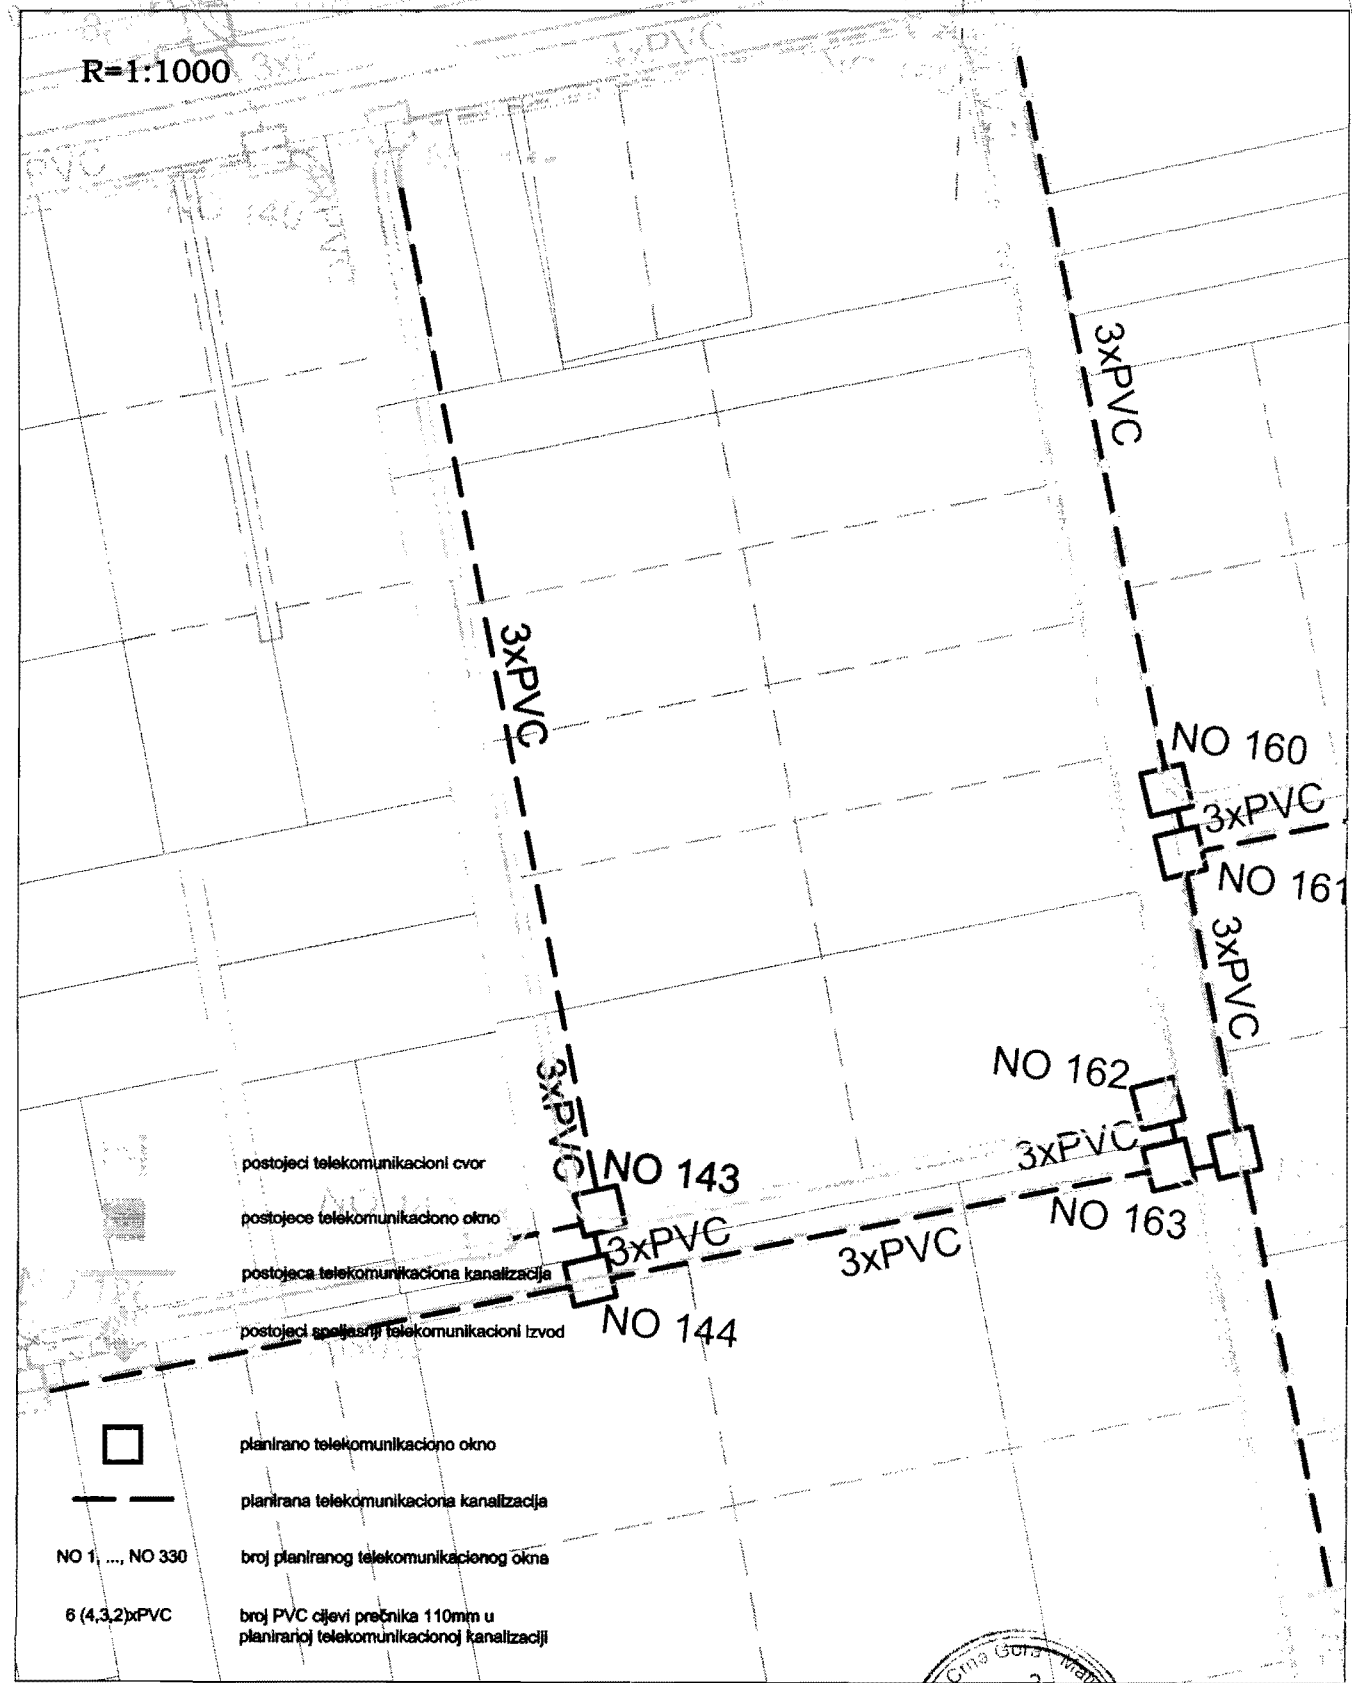 R=1:1000
3xPVC
3xPVC
NO 160
3xPVC
NO 161
3xPVC
NO 162
3xPVC
NO 163
3xPVC
NO 143
3xPVC
3xPVC
NO 144
postojeci telekomunikacioni cvor
postojece telekomunikaciono okno
postojeca telekomunikaciona kanalizacija
postojeci spoljasnji telekomunikacioni izvod
planirano telekomunikaciono okno
planirana telekomunikaciona kanalizacija
NO 1, ..., NO 330 broj planiranog telekomunikacionog okna
6 (4,3,2)xPVC broj PVC cijevi prečnika 110mm u
planiranoj telekomunikacionoj kanalizaciji
Crna Gora